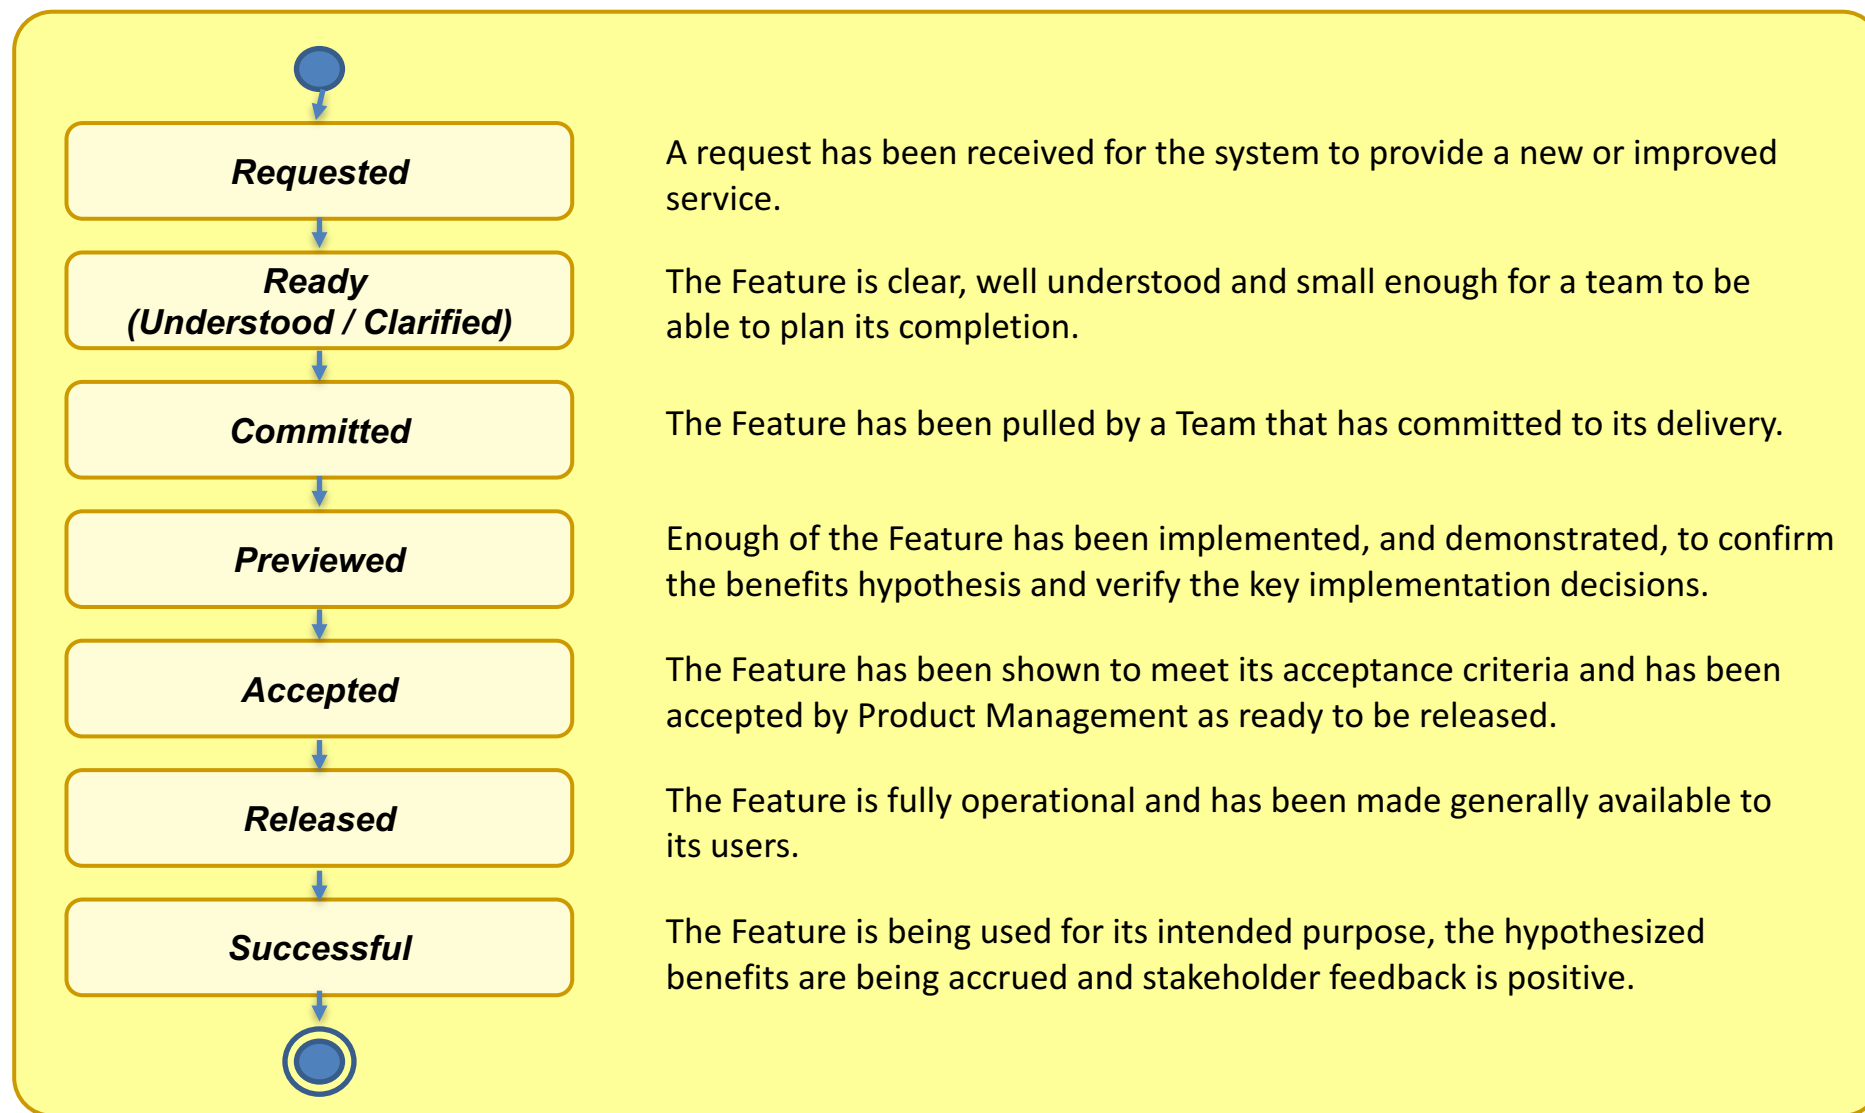 Requested
A request has been received for the system to provide a new or improved
service.
Ready
(Understood / Clarified)
The Feature is clear, well understood and small enough for a team to be
able to plan its completion.
Committed
The Feature has been pulled by a Team that has committed to its delivery.
Previewed
Enough of the Feature has been implemented, and demonstrated, to confirm
the benefits hypothesis and verify the key implementation decisions.
Accepted
The Feature has been shown to meet its acceptance criteria and has been
accepted by Product Management as ready to be released.
Released
The Feature is fully operational and has been made generally available to
its users.
Successful
The Feature is being used for its intended purpose, the hypothesized
benefits are being accrued and stakeholder feedback is positive.